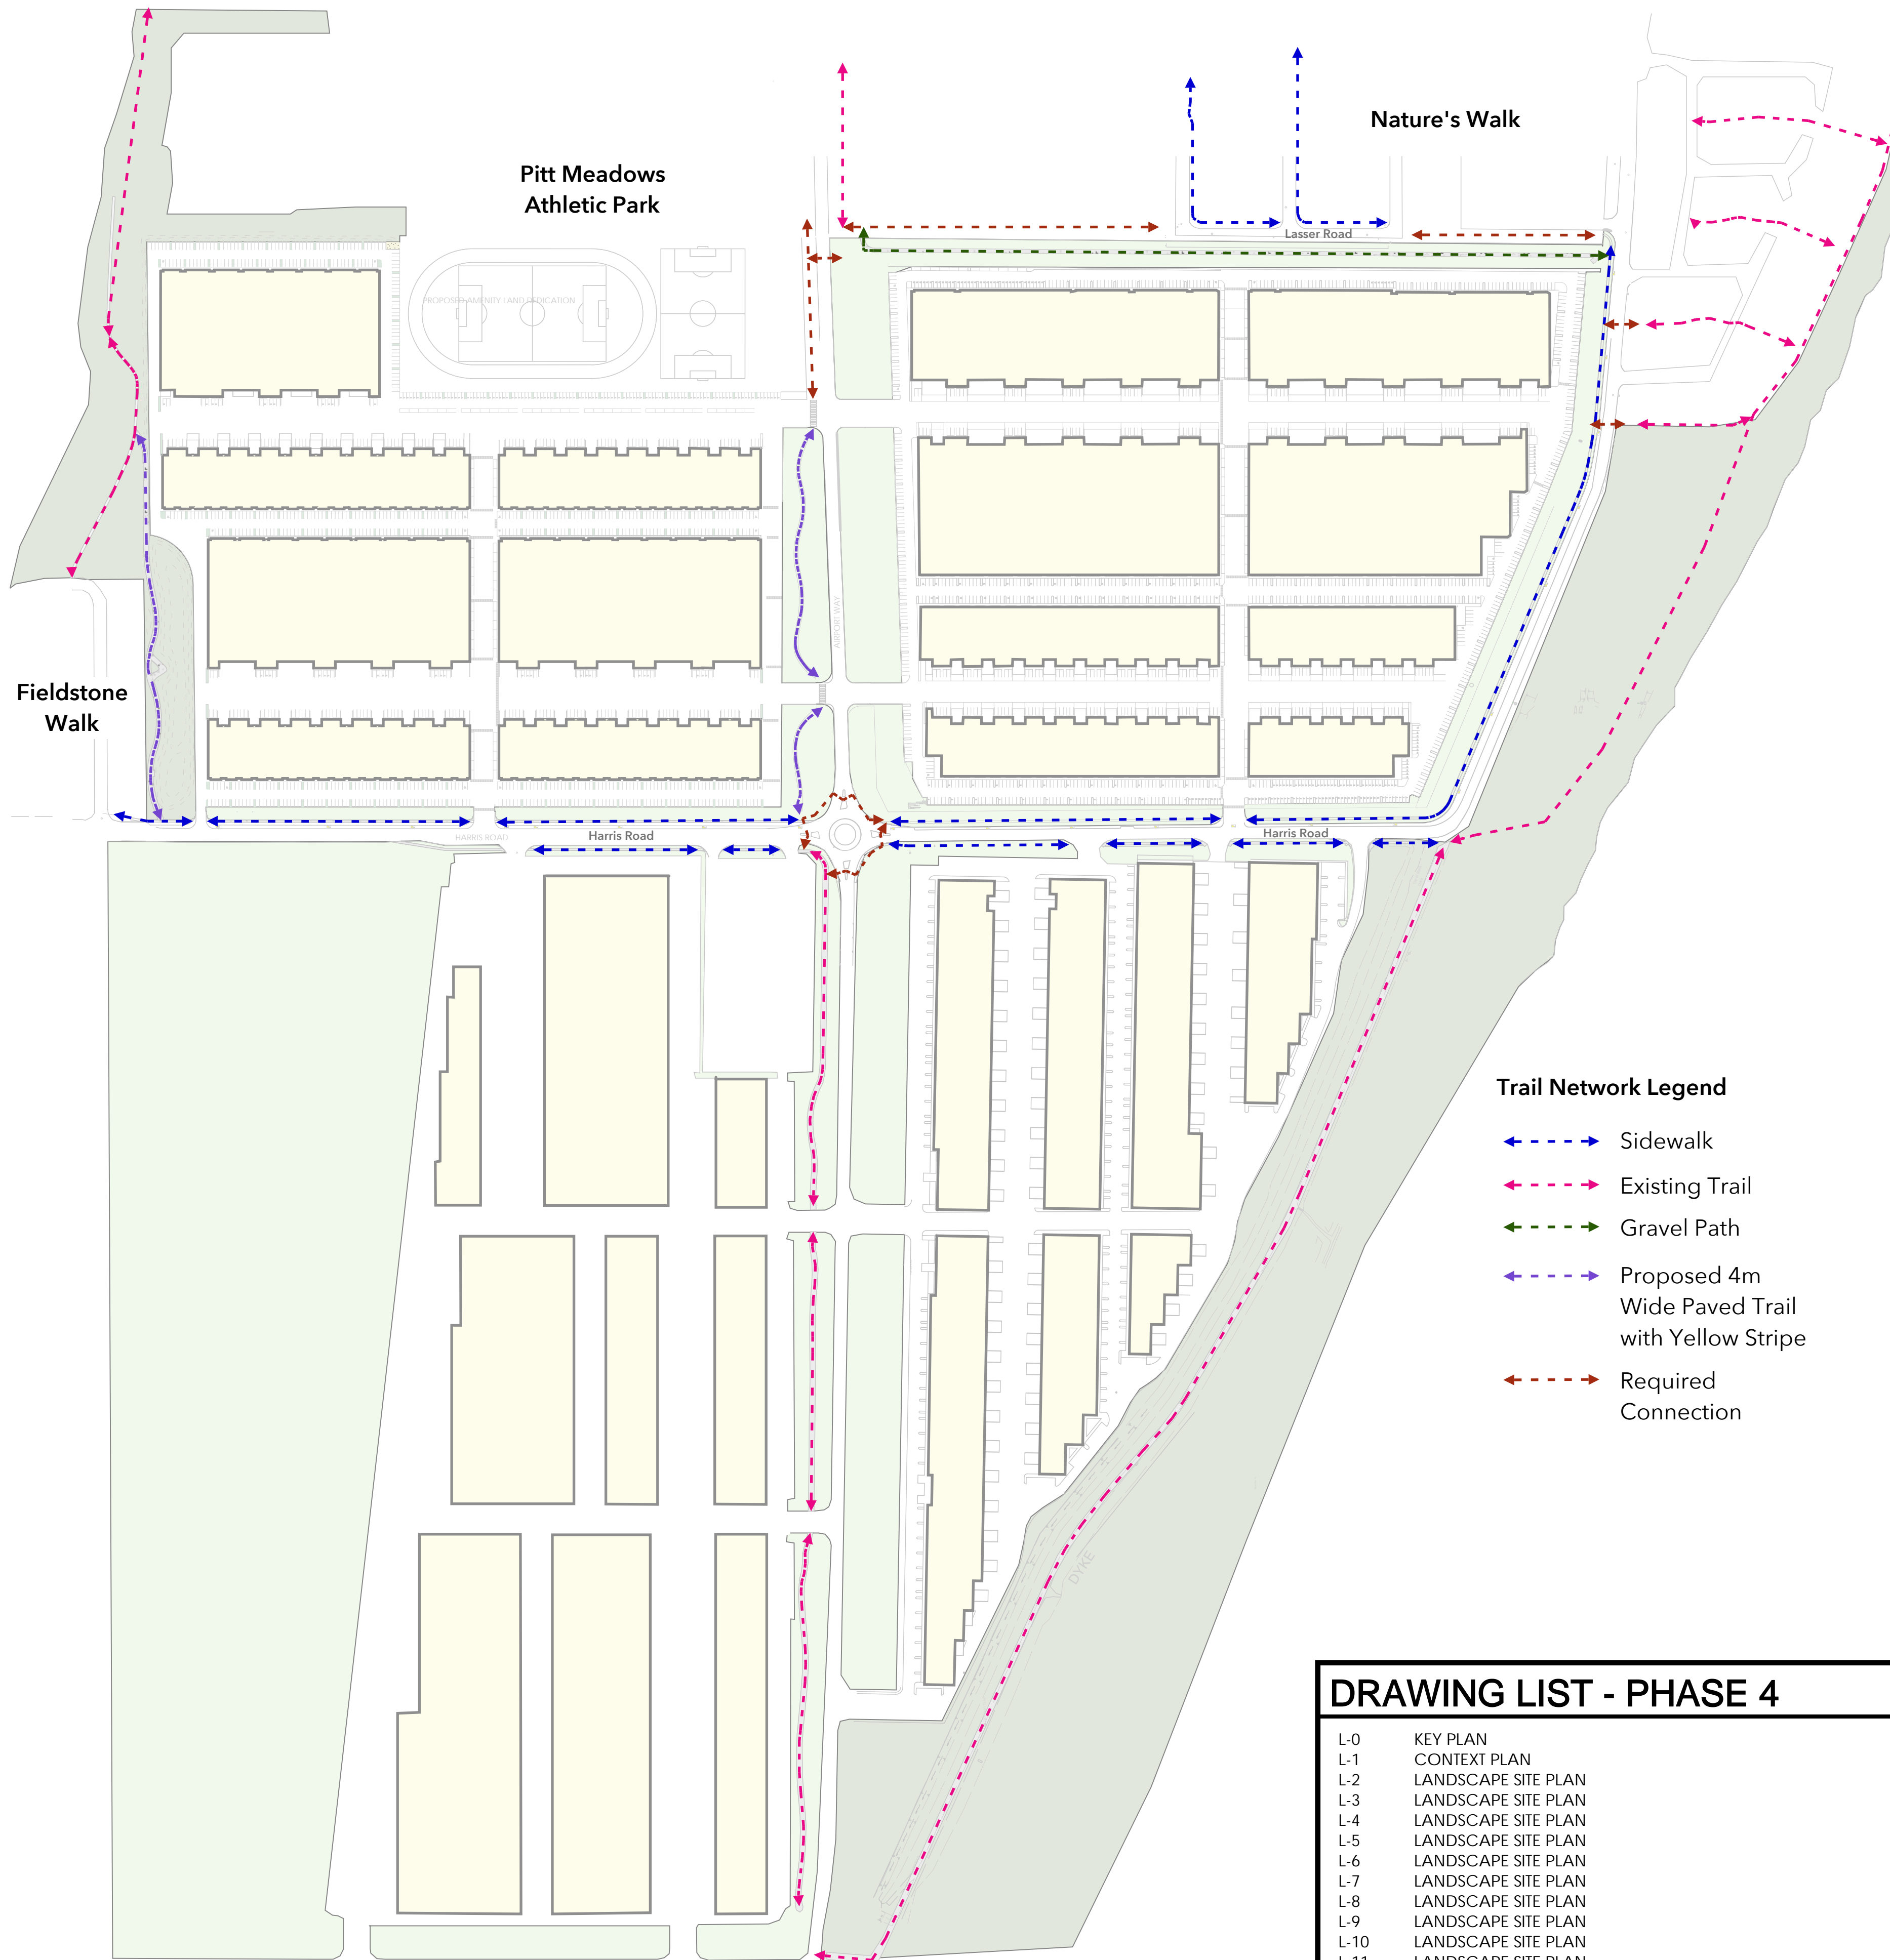 Nature's Walk
Pitt Meadows
Athletic Park
Lasser Road
PROPOSED AMENITY LAND DEDICATION
AIRPORT WAY
Fieldstone
Walk
HARRIS ROAD
Harris Road
Harris Road
Trail Network Legend
Sidewalk
Existing Trail
Gravel Path
Proposed 4m
Wide Paved Trail
with Yellow Stripe
Required
Connection
DYKE
DRAWING LIST - PHASE 4
L-0 KEY PLAN
L-1 CONTEXT PLAN
L-2 LANDSCAPE SITE PLAN
L-3 LANDSCAPE SITE PLAN
L-4 LANDSCAPE SITE PLAN
L-5 LANDSCAPE SITE PLAN
L-6 LANDSCAPE SITE PLAN
L-7 LANDSCAPE SITE PLAN
L-8 LANDSCAPE SITE PLAN
L-9 LANDSCAPE SITE PLAN
L-10 LANDSCAPE SITE PLAN
L-11 LANDSCAPE SITE PLAN